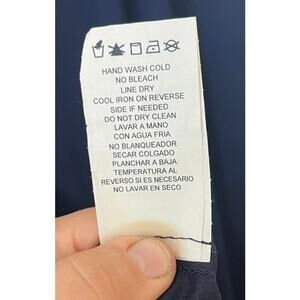 HAND WASH COLD
NO BLEACH
LINE DRY
COOL IRON ON REVERSE
SIDE IF NEEDED
DO NOT DRY CLEAN
LAVAR A MANO
CON AGUA FRIA
NO BLANQUEADOR
SECAR COLGADO
PLANCHAR A BAJA
TEMPERATURA AL
REVERSO SI ES NECESARIO
NO LAVAR EN SECO